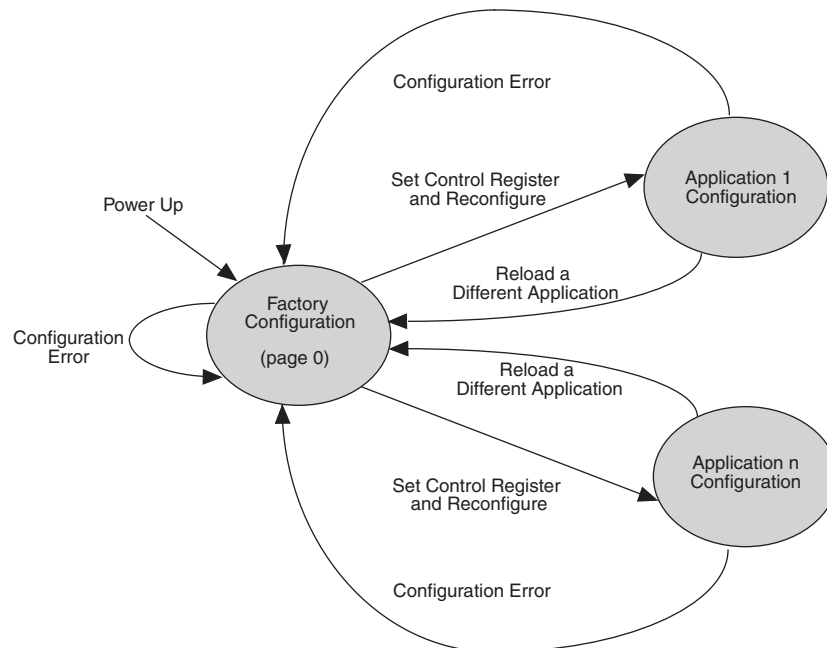 Configuration Error
Set Control Register
and Reconfigure
Application 1
Configuration
Power Up
Reload a
Different Application
Factory
Configuration
(page 0)
Configuration
Error
Reload a
Different Application
Set Control Register
and Reconfigure
Application n
Configuration
Configuration Error